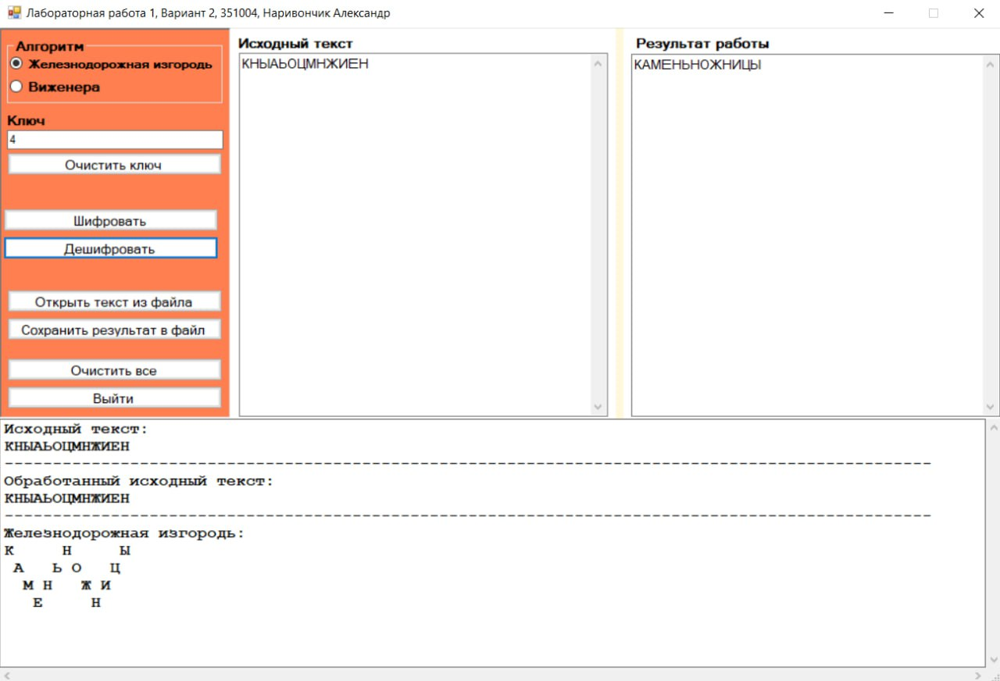 Лабораторная работа 1, Вариант 2, 351004, Наривончик Александр
Алгоритм
Железнодорожная изгородь
Виженера
Ключ
4
Очистить ключ
Шифровать
Дешифровать
Открыть текст из файла
Сохранить результат в файл
Очистить все
Выйти
Исходный текст
КНЫАЬОЦМНЖИЕН
Результат работы
КАМЕНЬНОЖНИЦЫ
Исходный текст:
КНЫАЬОЦМНЖИЕН
------------------------------------------------------------------------------------------------
Обработанный исходный текст:
КНЫАЬОЦМНЖИЕН
------------------------------------------------------------------------------------------------
Железнодорожная изгородь:
К     Н     Ы
 А   Ь О   Ц
  М Н   Ж И
   Е     Н